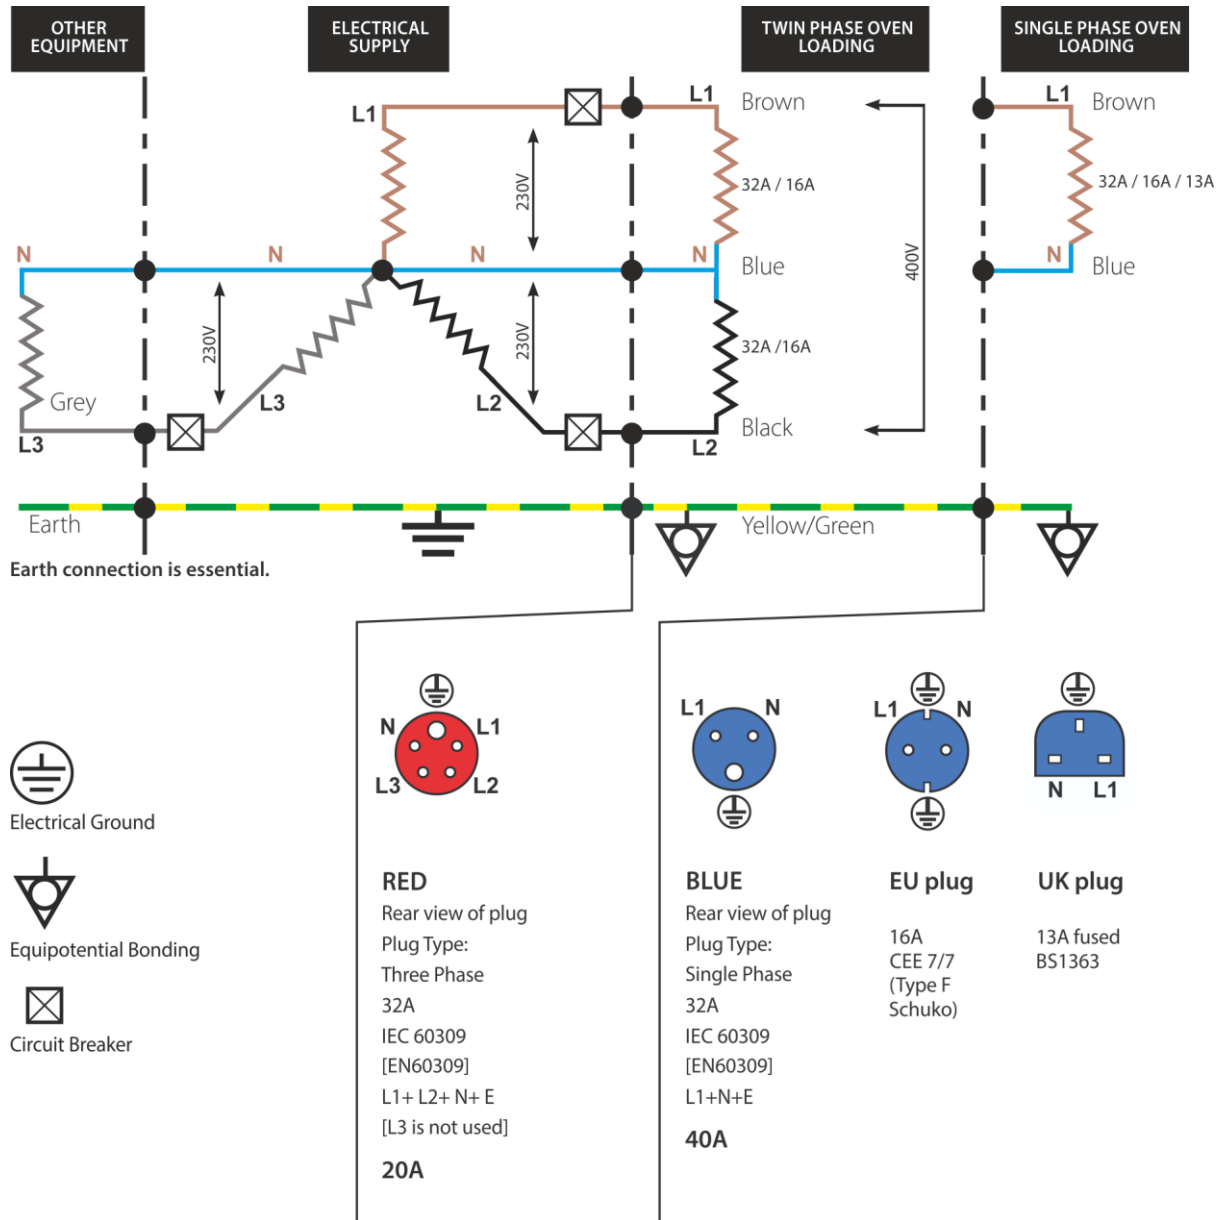 OTHER
EQUIPMENT
ELECTRICAL
SUPPLY
TWIN PHASE OVEN
LOADING
SINGLE PHASE OVEN
LOADING
L1
L1
Brown
L1
Brown
230V
32A / 16A
32A / 16A / 13A
N
N
N
N
Blue
400V
N
Blue
230V
230V
32A /16A
Grey
L3
L2
Black
L3
L2
Earth
Yellow/Green
Earth connection is essential.
N
L1
L3
L2
L1
N
L1
N
N
L1
Electrical Ground
Equipotential Bonding
Circuit Breaker
RED
Rear view of plug
Plug Type:
Three Phase
32A
IEC 60309
[EN60309]
L1+ L2+ N+ E
[L3 is not used]
20A
BLUE
Rear view of plug
Plug Type:
Single Phase
32A
IEC 60309
[EN60309]
L1+N+E
40A
EU plug
16A
CEE 7/7
(Type F
Schuko)
UK plug
13A fused
BS1363